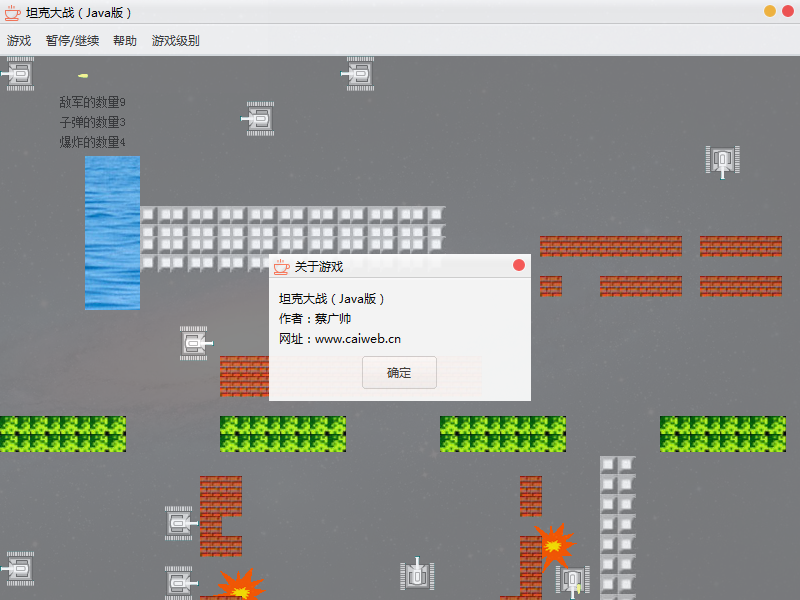 坦克大战（Java版）
游戏 暂停/继续 帮助 游戏级别
敌军的数量9
子弹的数量3
爆炸的数量4
关于游戏
坦克大战（Java版）
作者：蔡广帅
网址：www.caiweb.cn
确定